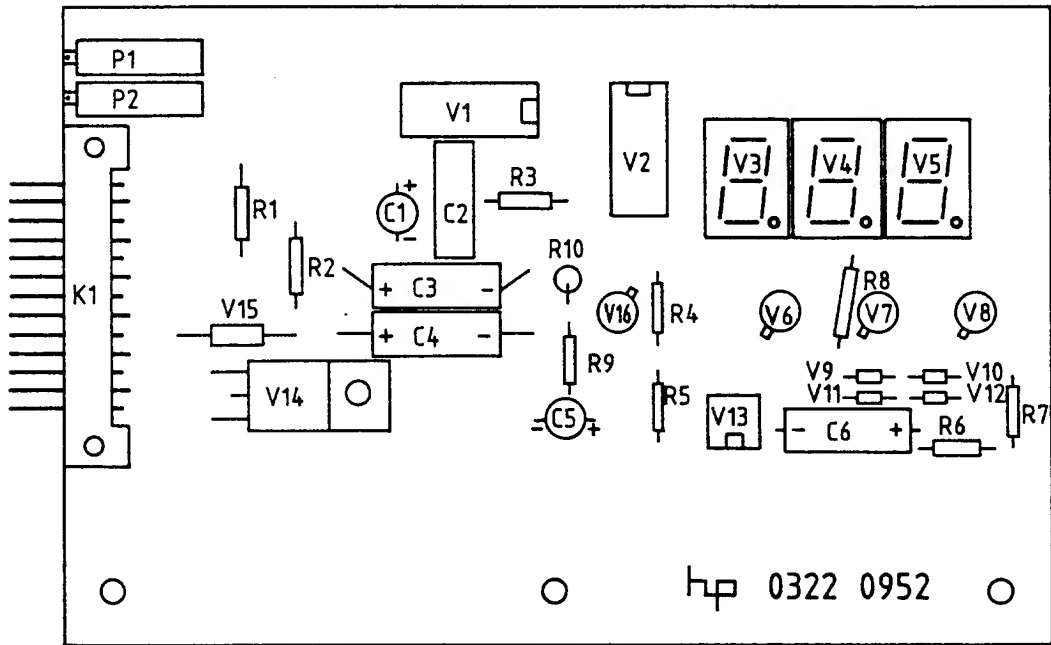 P1
P2
V1
V2
V3 V4 V5
R3
R1
C1
C2
K1
R2
R10
C3
+ -
+
-
R8
V15
V16
R4
V6
V7
V8
C4
+ -
R9
V9
V10
V11
V12
V14
R5
C5
- +
V13
C6
- +
R6
R7
hp 0322 0952